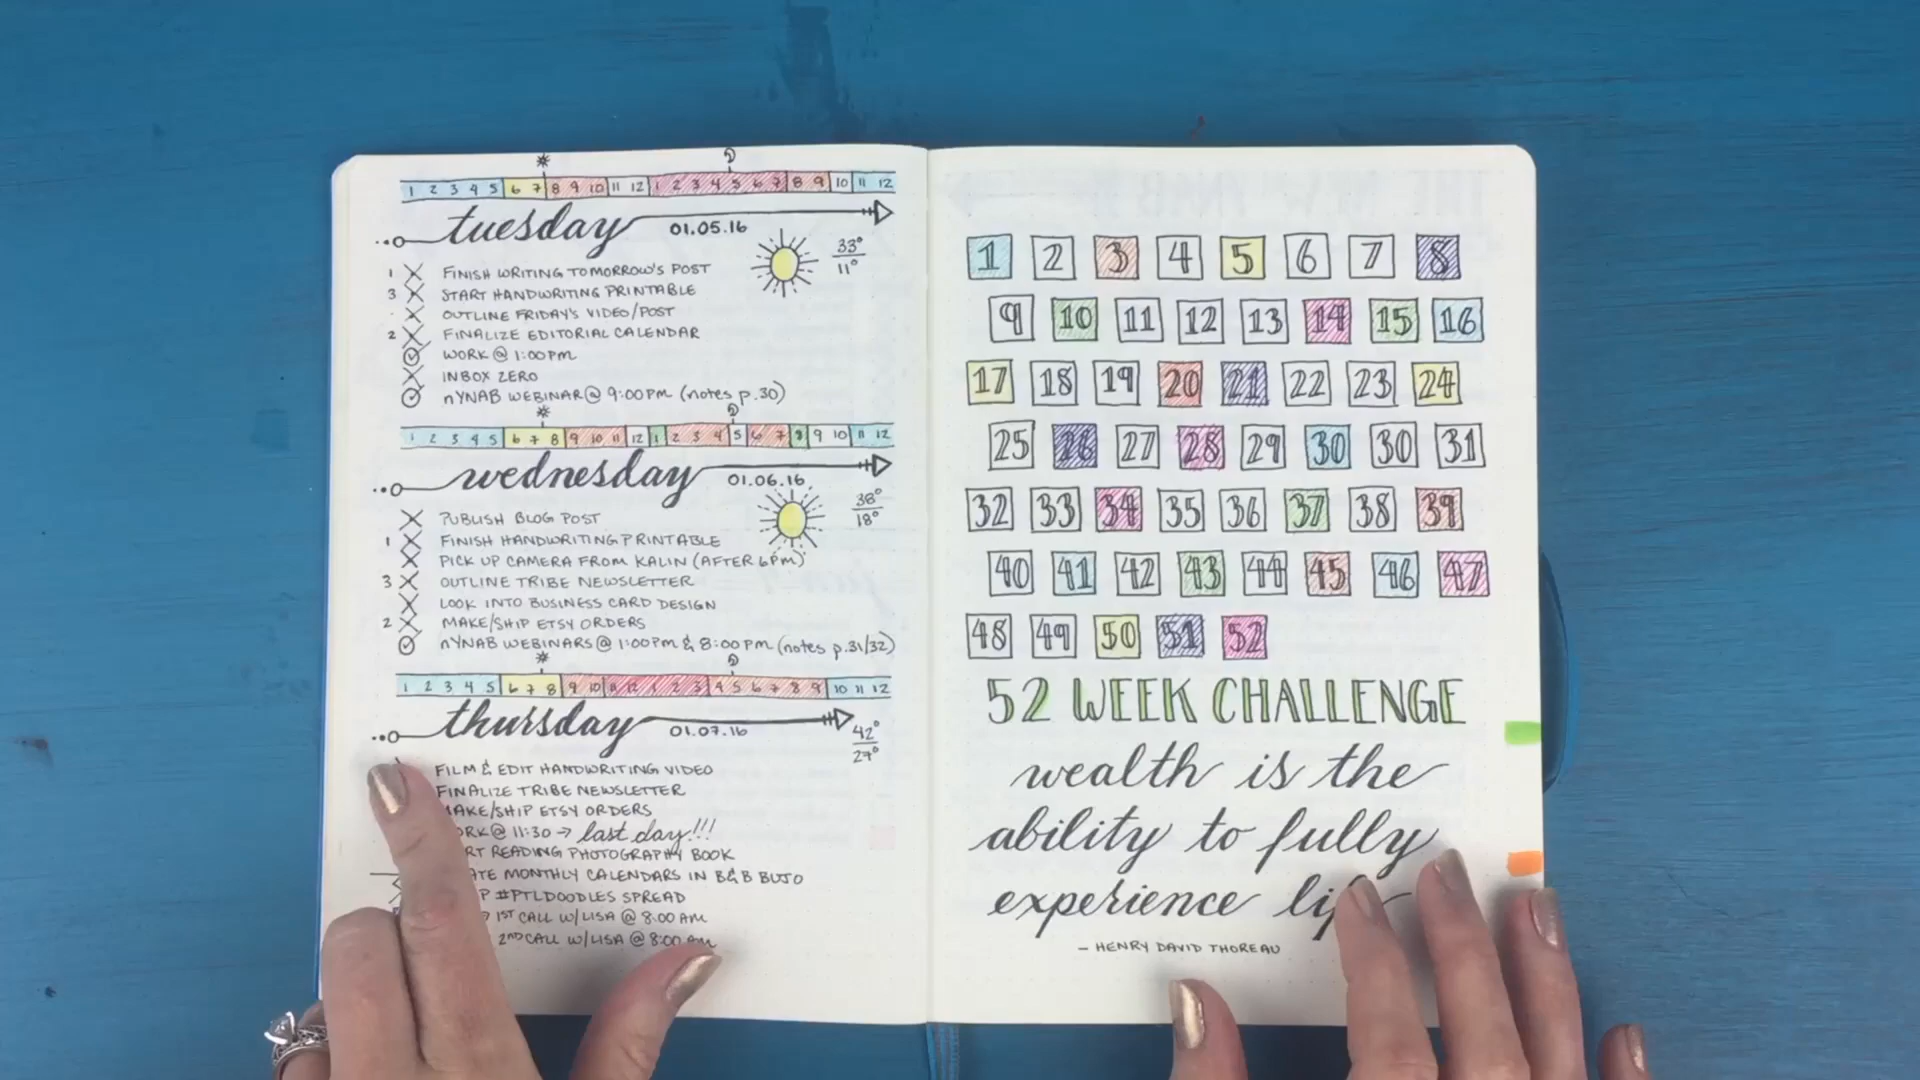 1 2 3 4 5 6 7 8 9 10 11 12 1 2 3 4 5 6 7 8 9 10 11 12
tuesday 01.05.16
33°
11°
1 X FINISH WRITING TOMORROW'S POST
3 X START HANDWRITING PRINTABLE
X OUTLINE FRIDAY'S VIDEO/POST
2 X FINALIZE EDITORIAL CALENDAR
WORK @ 1:00PM
X INBOX ZERO
nYNAB WEBINAR @ 9:00PM (notes p.30)
1 2 3 4 5 6 7 8 9 10 11 12 1 2 3 4 5 6 7 8 9 10 11 12
wednesday 01.06.16
38°
18°
X PUBLISH BLOG POST
1 X FINISH HANDWRITING PRINTABLE
X PICK UP CAMERA FROM KALIN (AFTER 6PM)
3 X OUTLINE TRIBE NEWSLETTER
X LOOK INTO BUSINESS CARD DESIGN
2 X MAKE/SHIP ETSY ORDERS
nYNAB WEBINARS @ 1:00PM & 8:00PM (notes p.31/32)
1 2 3 4 5 6 7 8 9 10 11 12 1 2 3 4 5 6 7 8 9 10 11 12
thursday 01.07.16
42°
27°
FILM & EDIT HANDWRITING VIDEO
FINALIZE TRIBE NEWSLETTER
MAKE/SHIP ETSY ORDERS
ORK @ 11:30 → last day!!!
RT READING PHOTOGRAPHY BOOK
ATE MONTHLY CALENDARS IN B&B BUJO
P #PTLDOODLES SPREAD
1ST CALL W/LISA @ 8:00 AM
2ND CALL W/LISA @ 8:00 am
1 2 3 4 5 6 7 8
9 10 11 12 13 14 15 16
17 18 19 20 21 22 23 24
25 26 27 28 29 30 30 31
32 33 34 35 36 37 38 39
40 41 42 43 44 45 46 47
48 49 50 51 52
52 WEEK CHALLENGE
wealth is the
ability to fully
experience life
- HENRY DAVID THOREAU